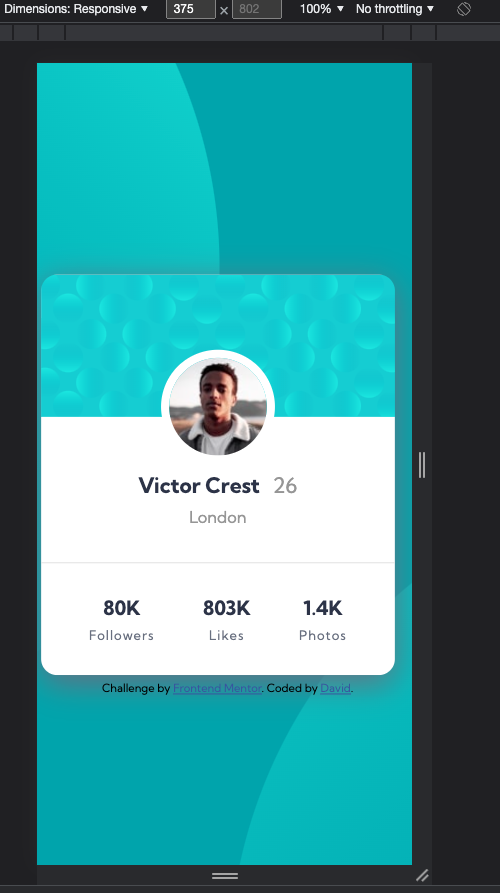 Dimensions: Responsive ▼ 375 × 802 100% ▼ No throttling ▼
Victor Crest 26
London
80K 803K 1.4K
Followers Likes Photos
Challenge by Frontend Mentor. Coded by David.